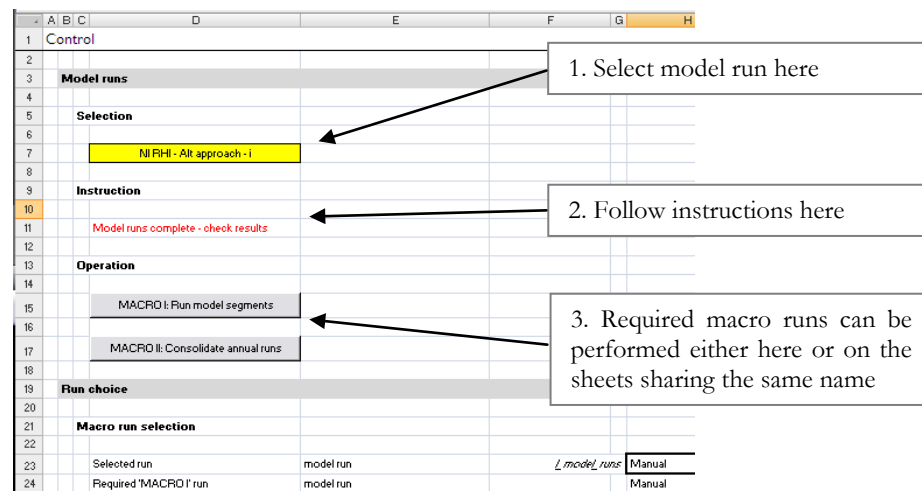 A B C D E F G H
1 Control
2
3 Model runs
4
5 Selection
6
7 NI RHI - Alt approach - i
8
9 Instruction
10
11 Model runs complete - check results
12
13 Operation
14
15 MACRO I: Run model segments
16
17 MACRO II: Consolidate annual runs
18
19 Run choice
20
21 Macro run selection
22
23 Selected run model run L_model_runs Manual
24 Required 'MACRO I' run model run Manual
1. Select model run here
2. Follow instructions here
3. Required macro runs can be
performed either here or on the
sheets sharing the same name